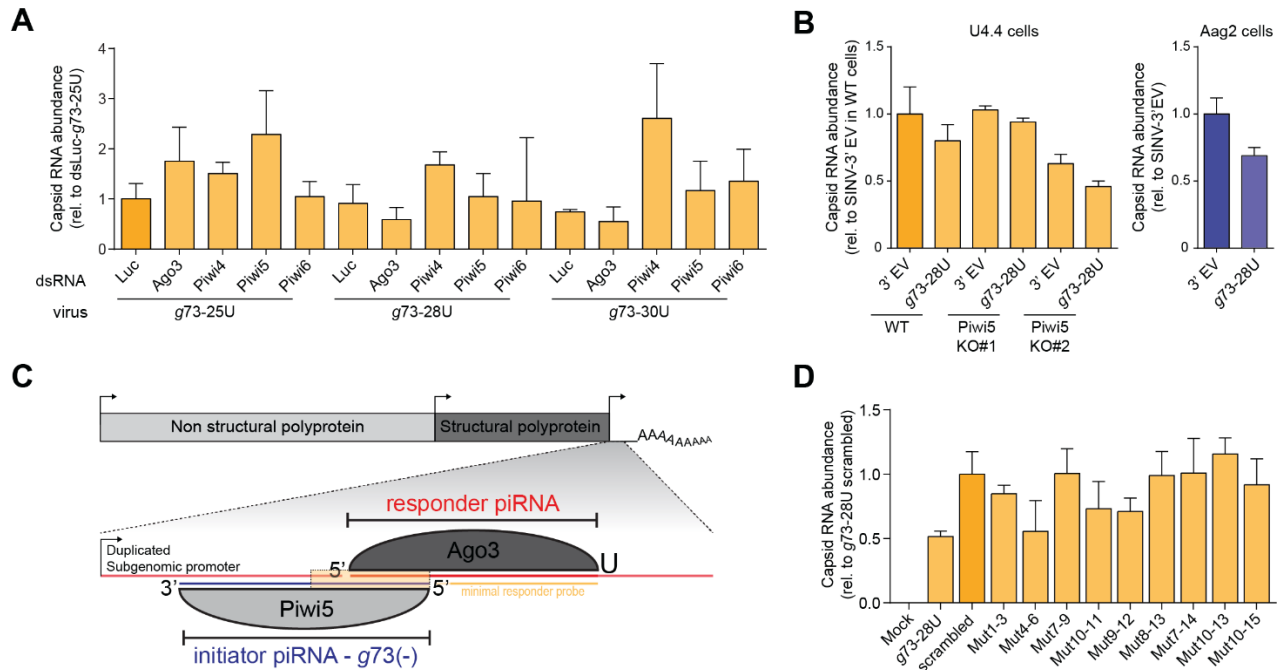 A
Capsid RNA abundance
(rel. to dsLuc-g73-25U)
4
3
2
1
0
dsRNA
Luc
Ago3
Piwi4
Piwi5
Piwi6
Luc
Ago3
Piwi4
Piwi5
Piwi6
Luc
Ago3
Piwi4
Piwi5
Piwi6
virus
g73-25U
g73-28U
g73-30U
B
U4.4 cells
Capsid RNA abundance
(rel. to SINV-3' EV in WT cells)
1.5
1.0
0.5
0
3' EV
g73-28U
3' EV
g73-28U
3' EV
g73-28U
WT
Piwi5
KO#1
Piwi5
KO#2
Aag2 cells
Capsid RNA abundance
(rel. to SINV-3'EV)
1.5
1.0
0.5
0
3' EV
g73-28U
C
Non structural polyprotein
Structural polyprotein
AAAAAAAAAA
responder piRNA
Duplicated
Subgenomic promoter
Ago3
5'
U
3'
5'
minimal responder probe
Piwi5
initiator piRNA - g73(-)
D
Capsid RNA abundance
(rel. to g73-28U scrambled)
1.5
1.0
0.5
0.0
Mock
g73-28U
scrambled
Mut1-3
Mut4-6
Mut7-9
Mut10-11
Mut9-12
Mut8-13
Mut7-14
Mut10-13
Mut10-15